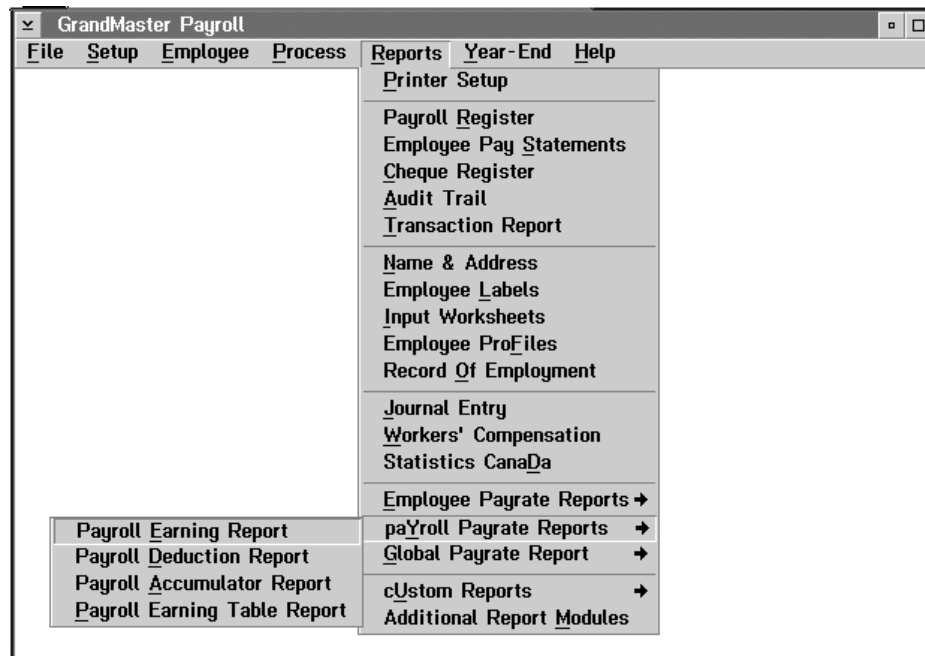 GrandMaster Payroll
File Setup Employee Process Reports Year-End Help
Printer Setup
Payroll Register
Employee Pay Statements
Cheque Register
Audit Trail
Transaction Report
Name & Address
Employee Labels
Input Worksheets
Employee ProFiles
Record Of Employment
Journal Entry
Workers' Compensation
Statistics CanaDa
Employee Payrate Reports
paYroll Payrate Reports
Global Payrate Report
cUstom Reports
Additional Report Modules
Payroll Earning Report
Payroll Deduction Report
Payroll Accumulator Report
Payroll Earning Table Report